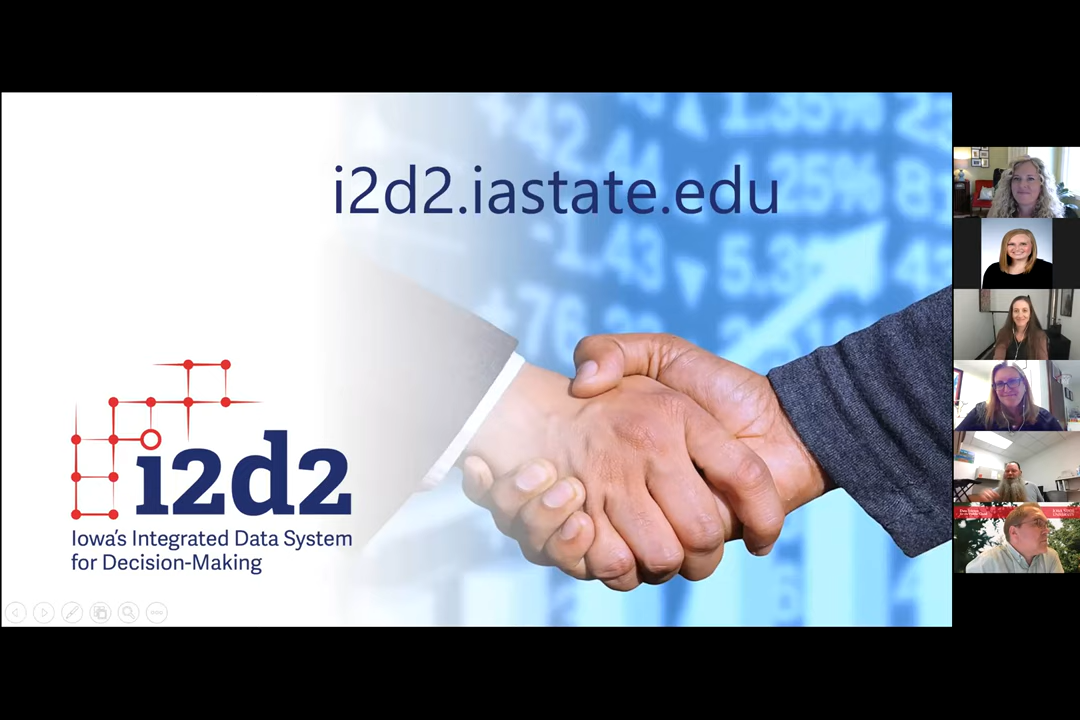 i2d2.iastate.edu
i2d2
Iowa's Integrated Data System
for Decision-Making